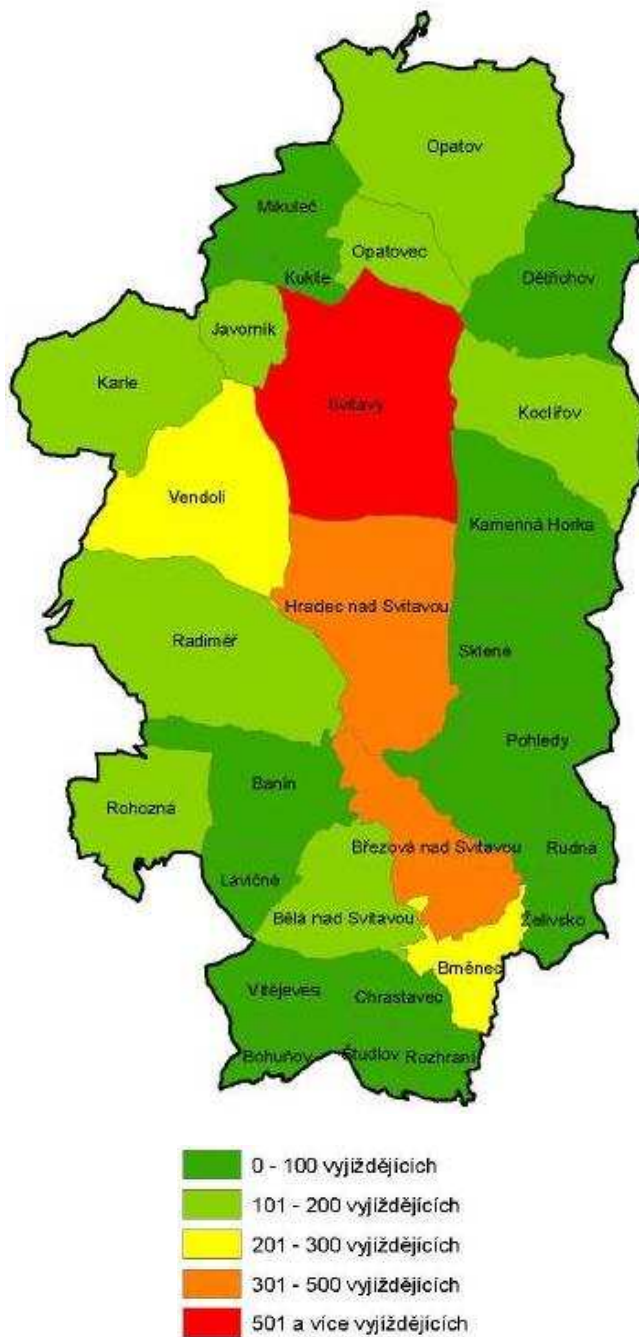 Opatov
Mikuleč
Opatovec
Kukle
Dětřichov
Javorník
Karle
Svitavy
Koclířov
Vendolí
Kamenná Horka
Hradec nad Svitavou
Radiměř
Sklené
Pohledy
Banín
Rohozná
Březová nad Svitavou
Rudná
Lavičné
Bělá nad Svitavou
Želivsko
Brněnec
Vítějeves
Chrastavec
Bohuňov
Študlov
Rozhraní
0 - 100 vyjíždějících
101 - 200 vyjíždějících
201 - 300 vyjíždějících
301 - 500 vyjíždějících
501 a více vyjíždějících